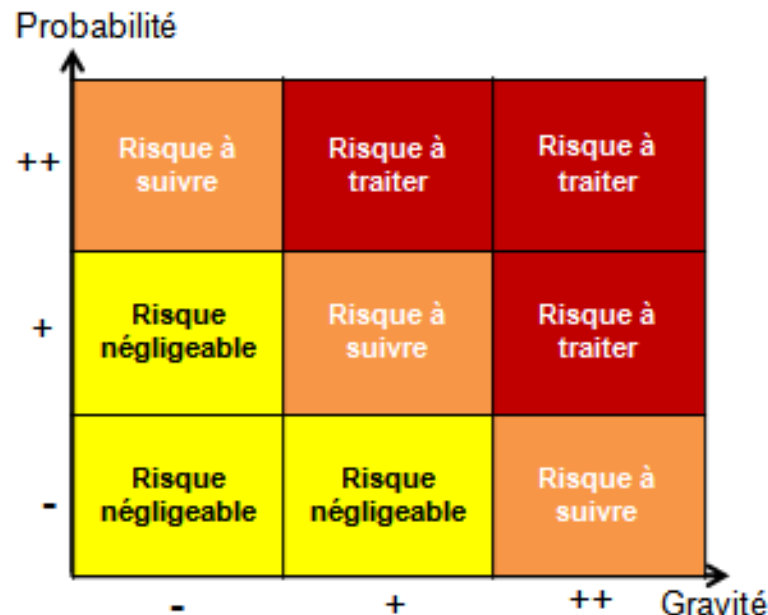 Probabilité
++
Risque à
suivre
Risque à
traiter
Risque à
traiter
+
Risque
négligeable
Risque à
suivre
Risque à
traiter
-
Risque
négligeable
Risque
négligeable
Risque à
suivre
-
+
++
Gravité